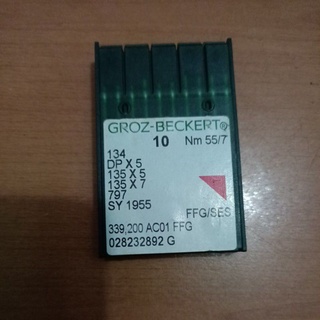 GROZ-BECKERT®
10 Nm 55/7
134
DP X 5
135 X 5
135 X 7
797
SY 1955
FFG/SES
339,200 AC01 FFG
028232892 G